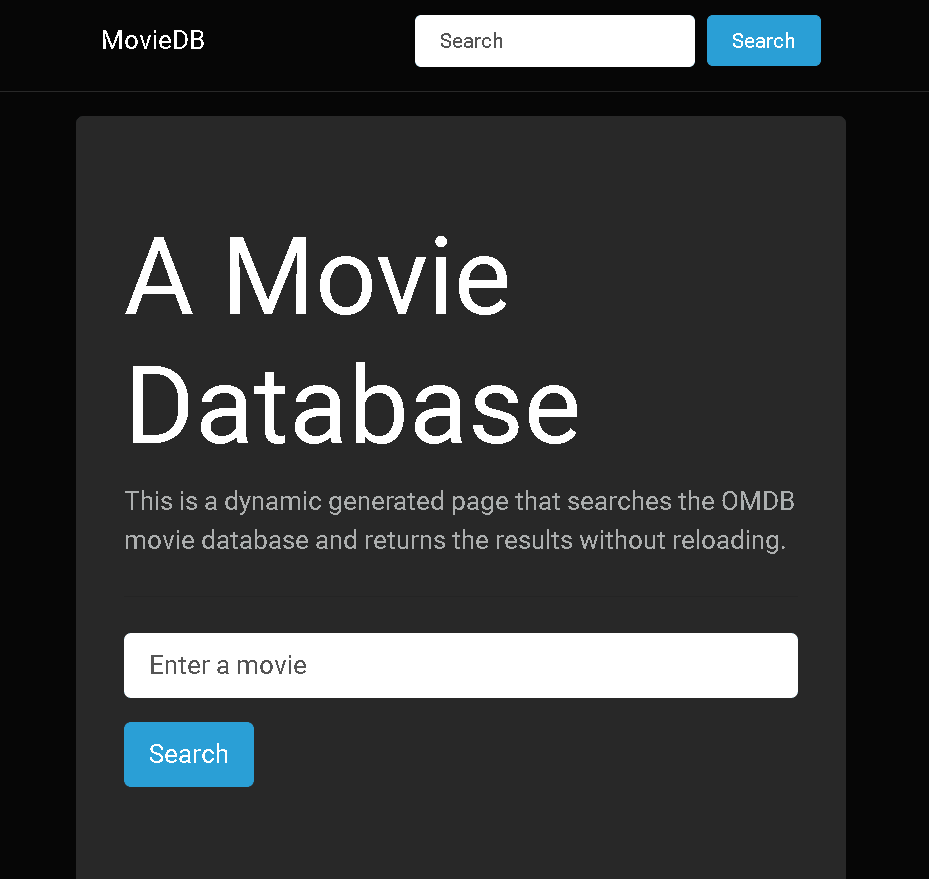 MovieDB
Search
Search
A Movie
Database
This is a dynamic generated page that searches the OMDB
movie database and returns the results without reloading.
Enter a movie
Search